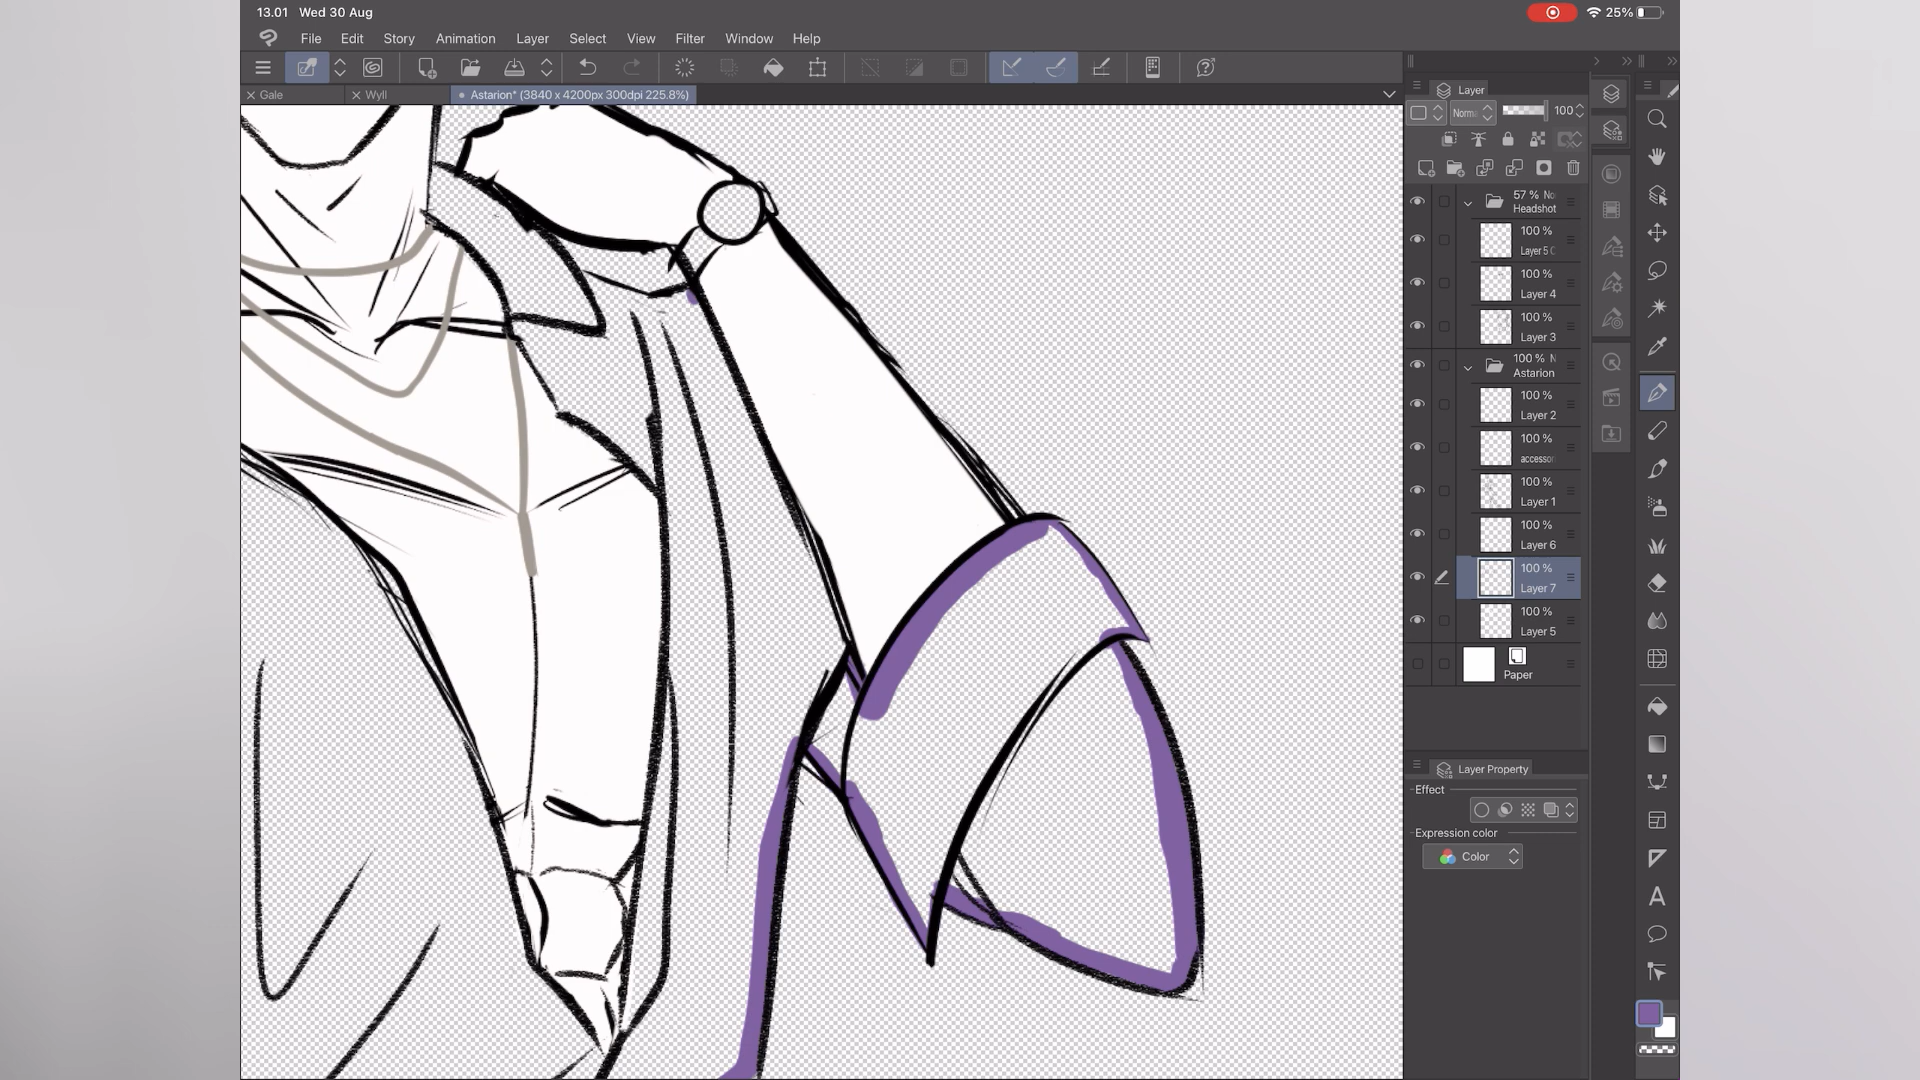 13.01 Wed 30 Aug
25%
File Edit Story Animation Layer Select View Filter Window Help
Gale
Wyll
Astarion* (3840 x 4200px 300dpi 225.8%)
Layer
Norm 100
57 % No
Headshot
100 %
Layer 5 C
100 %
Layer 4
100 %
Layer 3
100 % N
Astarion
100 %
Layer 2
100 %
accessor
100 %
Layer 1
100 %
Layer 6
100 %
Layer 7
100 %
Layer 5
Paper
Layer Property
Effect
Expression color
Color